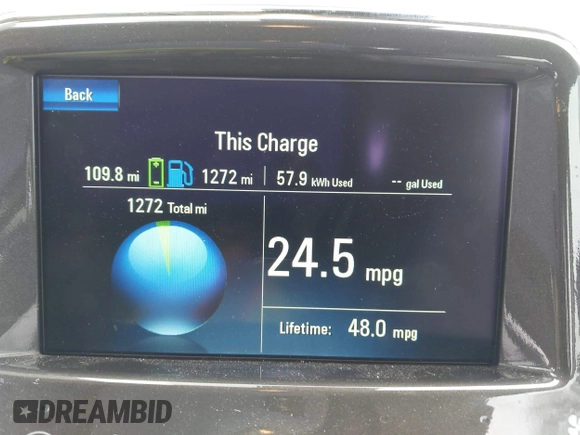 Back
This Charge
109.8 mi 1272 mi 57.9 kWh Used -- gal Used
1272 Total mi
24.5 mpg
Lifetime: 48.0 mpg
DREAMBID